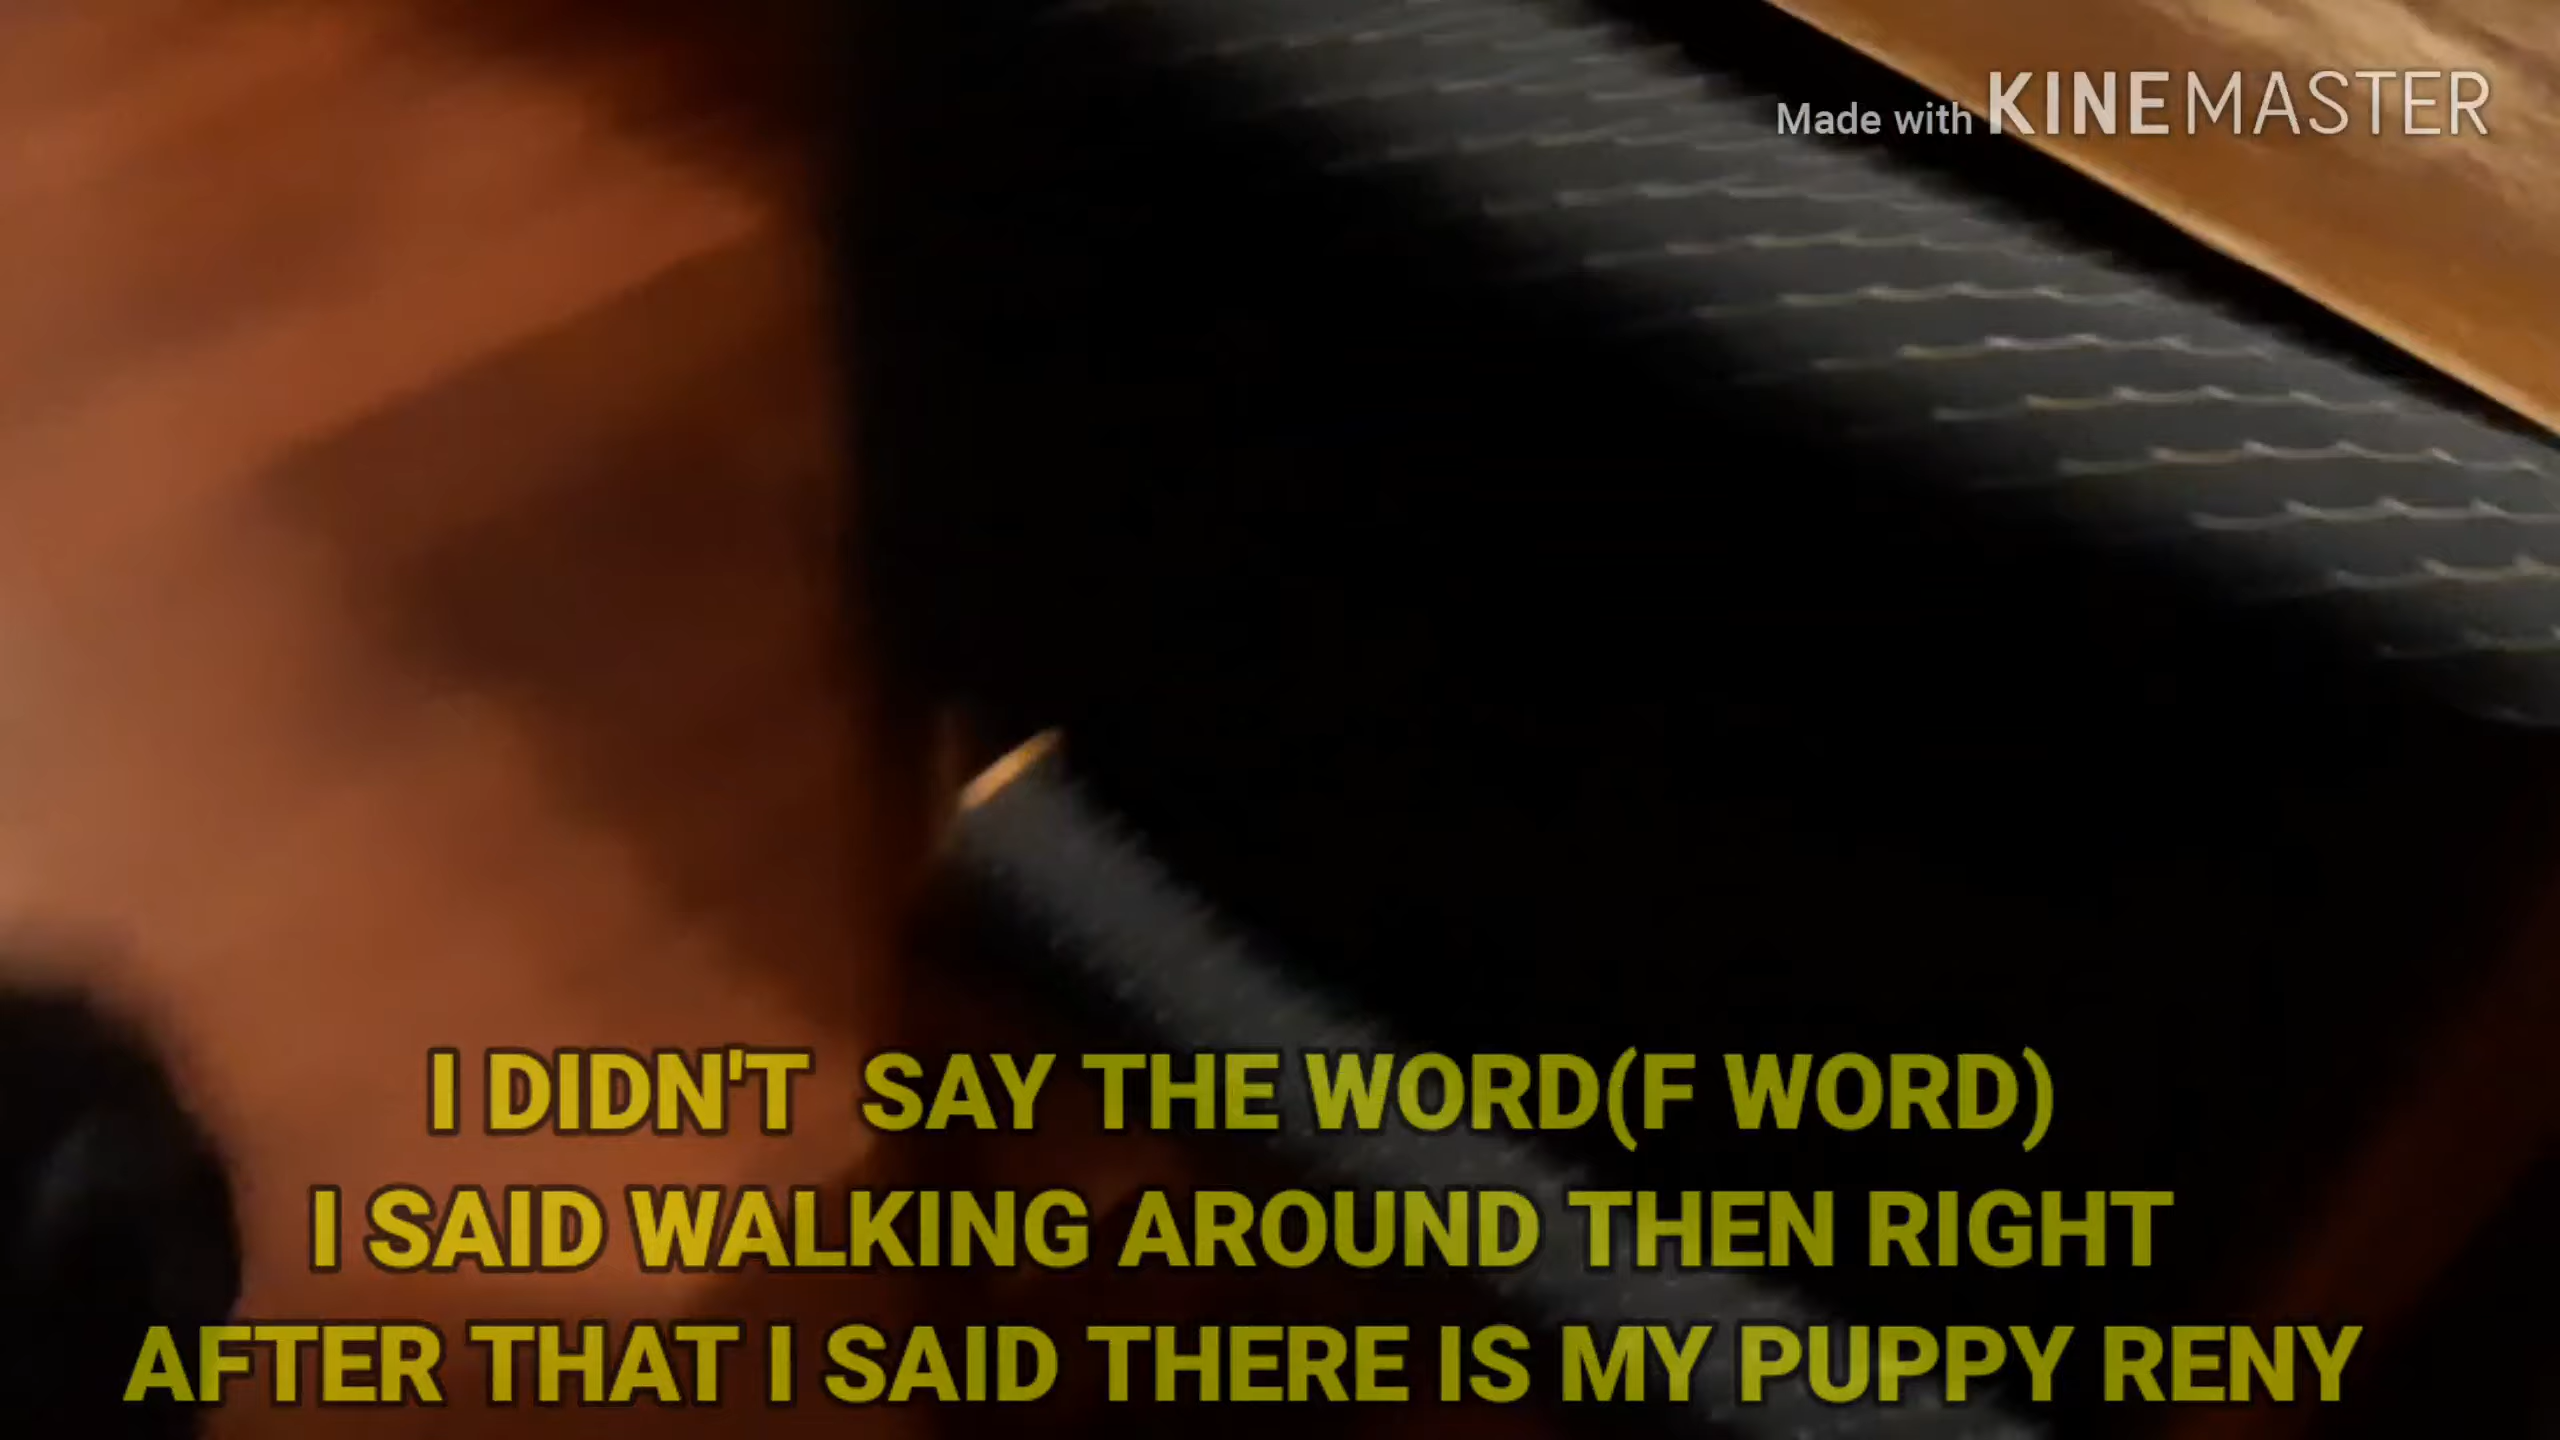 Made with KINEMASTER
I DIDN'T SAY THE WORD(F WORD)
I SAID WALKING AROUND THEN RIGHT
AFTER THAT I SAID THERE IS MY PUPPY RENY